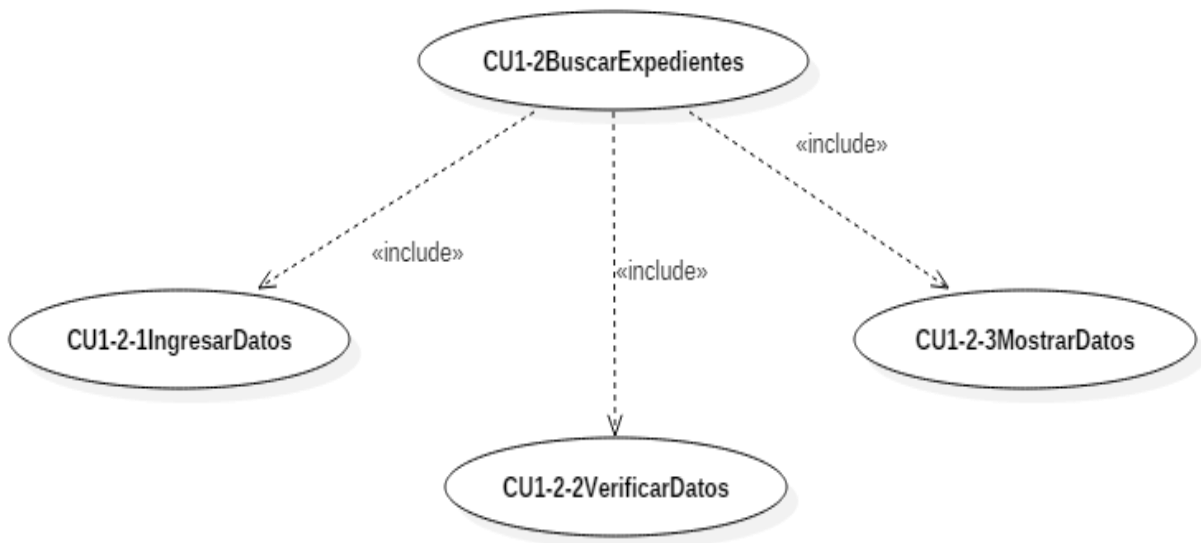 CU1-2BuscarExpedientes
«include»
«include»
«include»
CU1-2-1IngresarDatos
CU1-2-3MostrarDatos
CU1-2-2VerificarDatos